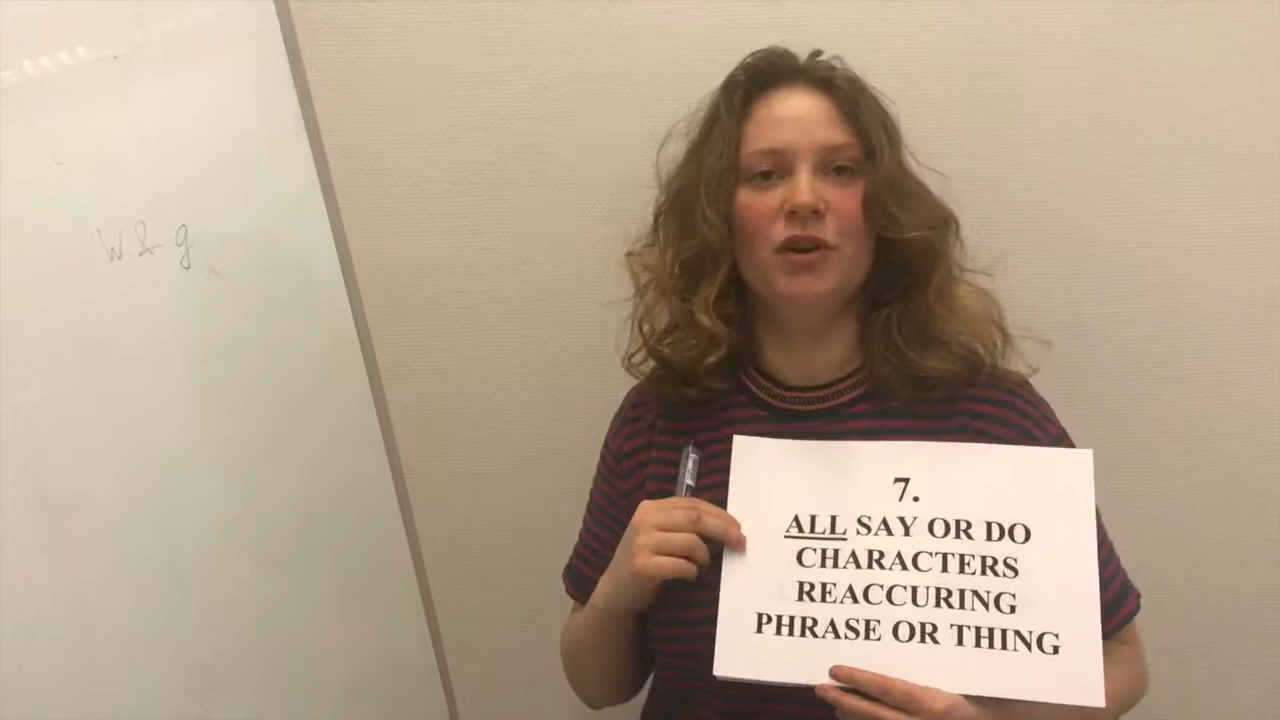 W & g
7.
ALL SAY OR DO
CHARACTERS
REACCURING
PHRASE OR THING